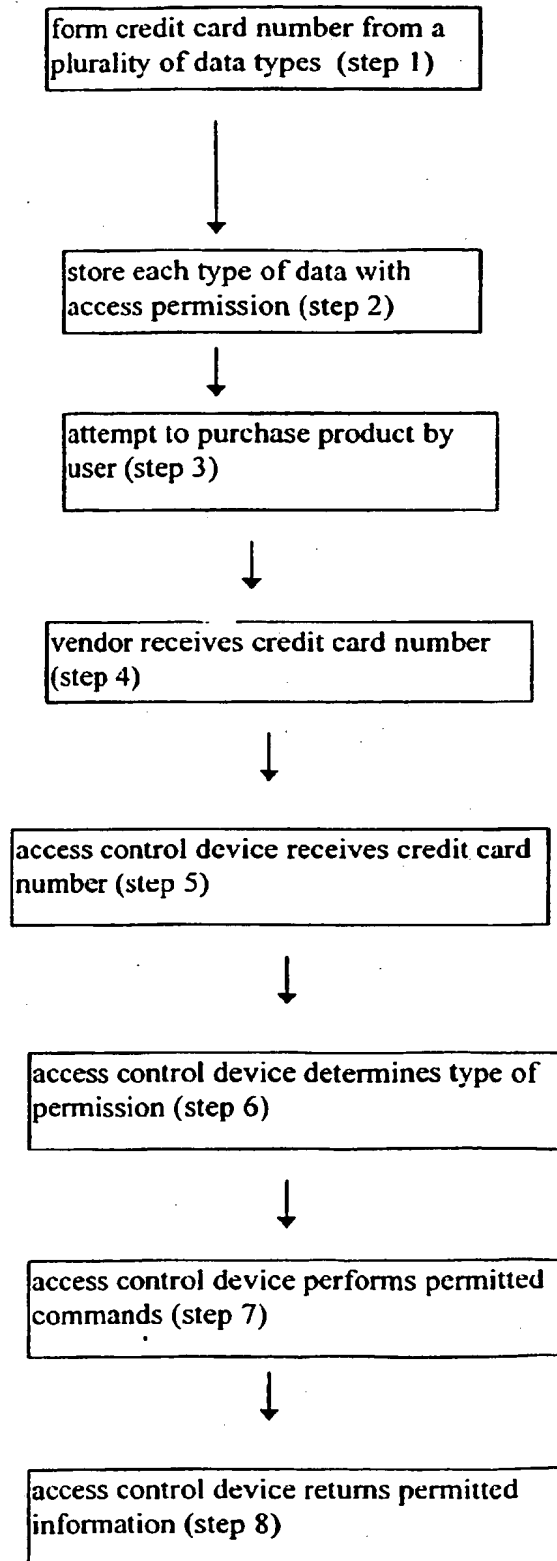 form credit card number from a
plurality of data types (step 1)
store each type of data with
access permission (step 2)
attempt to purchase product by
user (step 3)
vendor receives credit card number
(step 4)
access control device receives credit card
number (step 5)
access control device determines type of
permission (step 6)
access control device performs permitted
commands (step 7)
access control device returns permitted
information (step 8)